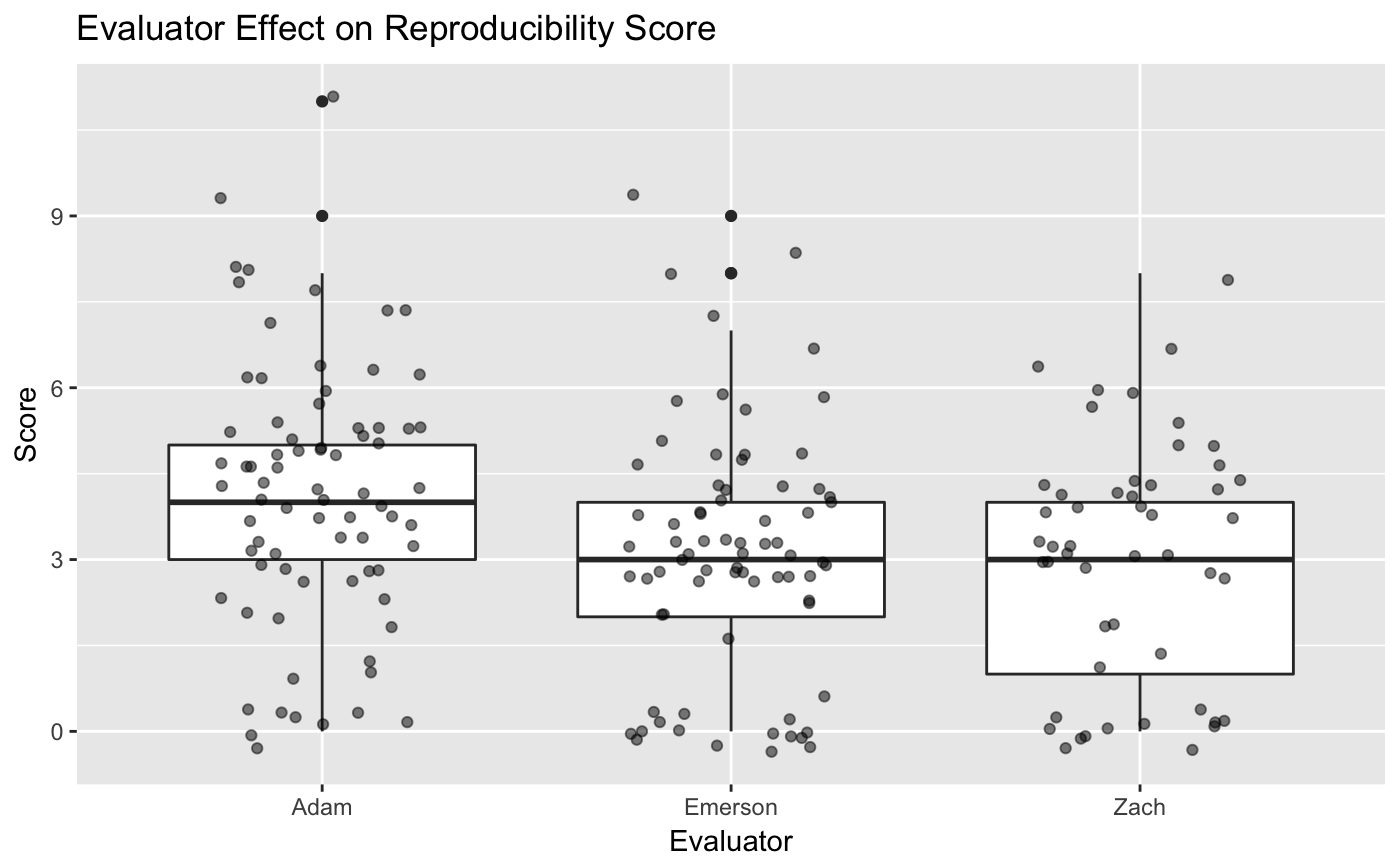 Evaluator Effect on Reproducibility Score
9
6
3
0
Score
Adam
Emerson
Zach
Evaluator